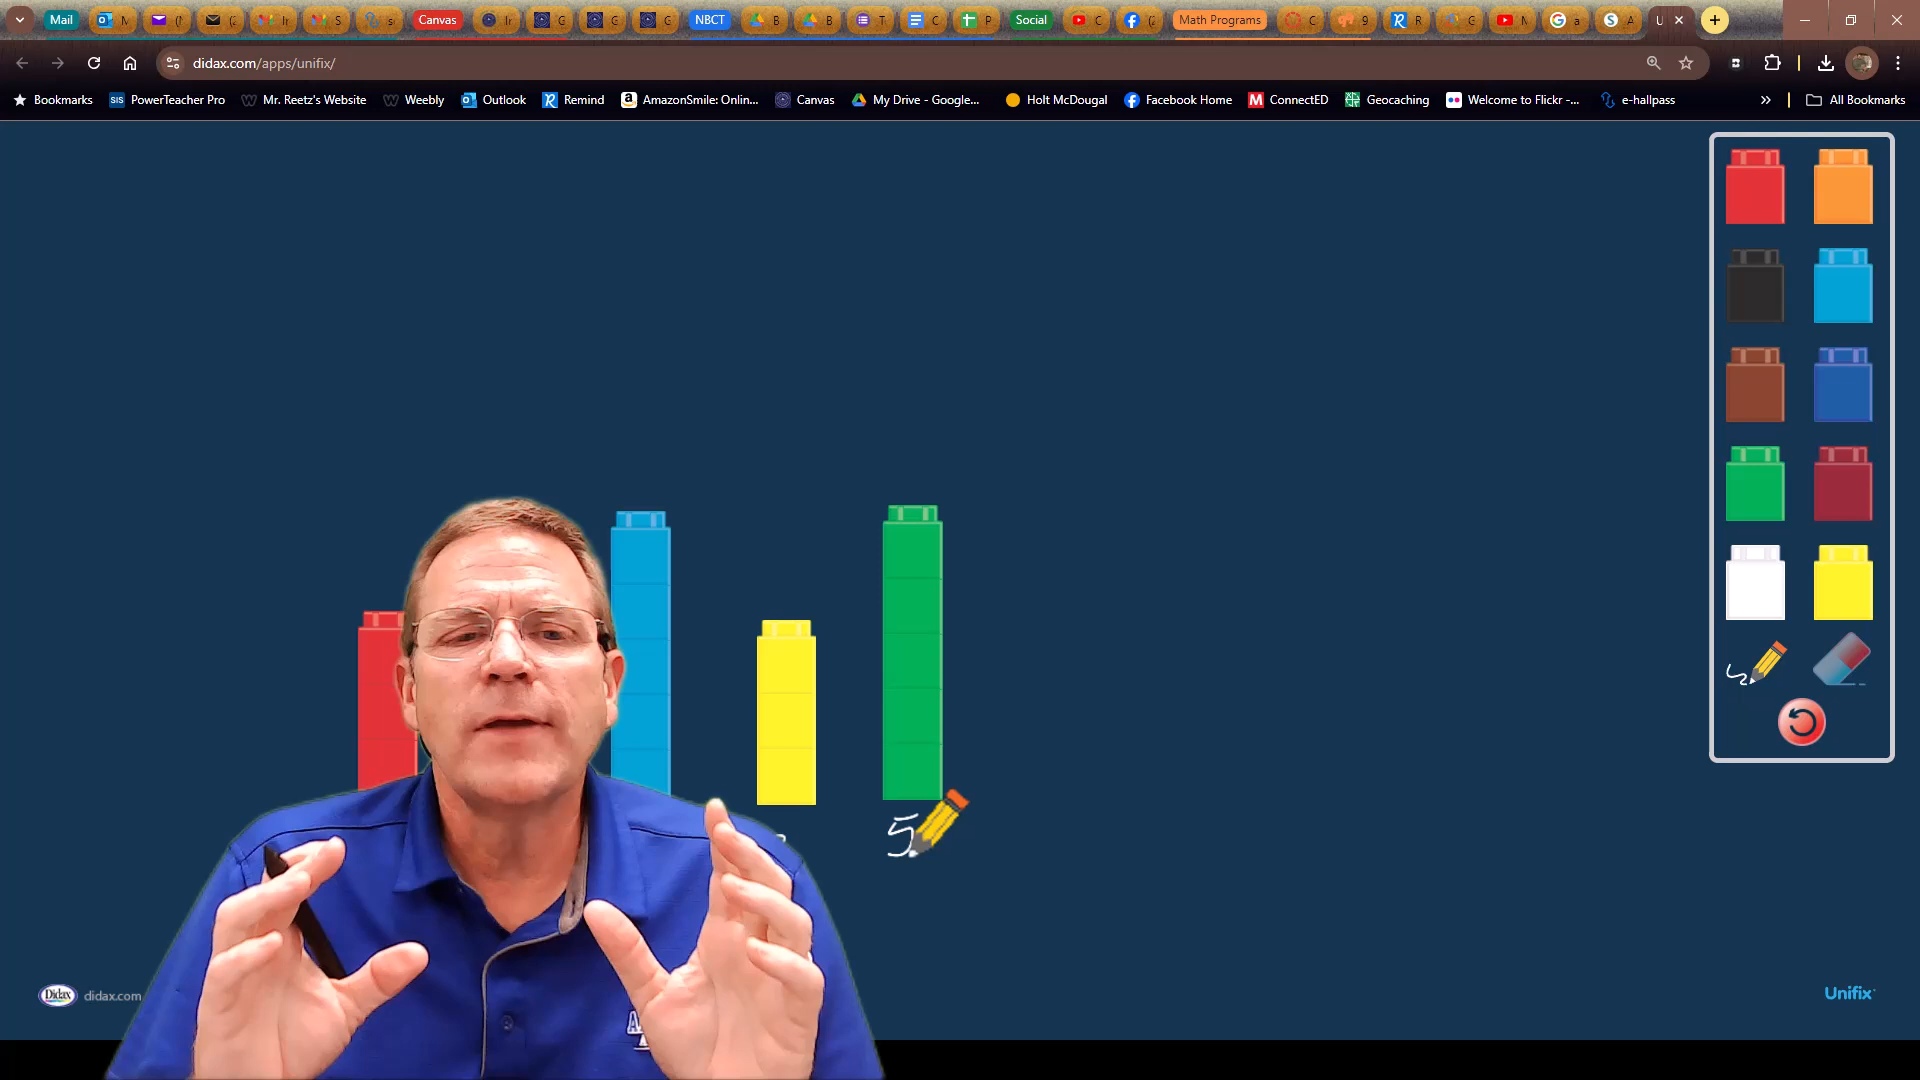 Mail
Canvas
NBCT
Social
Math Programs
didax.com/apps/unifix/
Bookmarks
PowerTeacher Pro
Mr. Reetz's Website
Weebly
Outlook
Remind
AmazonSmile: Onlin...
Canvas
My Drive - Google...
Holt McDougal
Facebook Home
ConnectED
Geocaching
Welcome to Flickr -...
e-hallpass
All Bookmarks
5
Didax
didax.com
Unifix